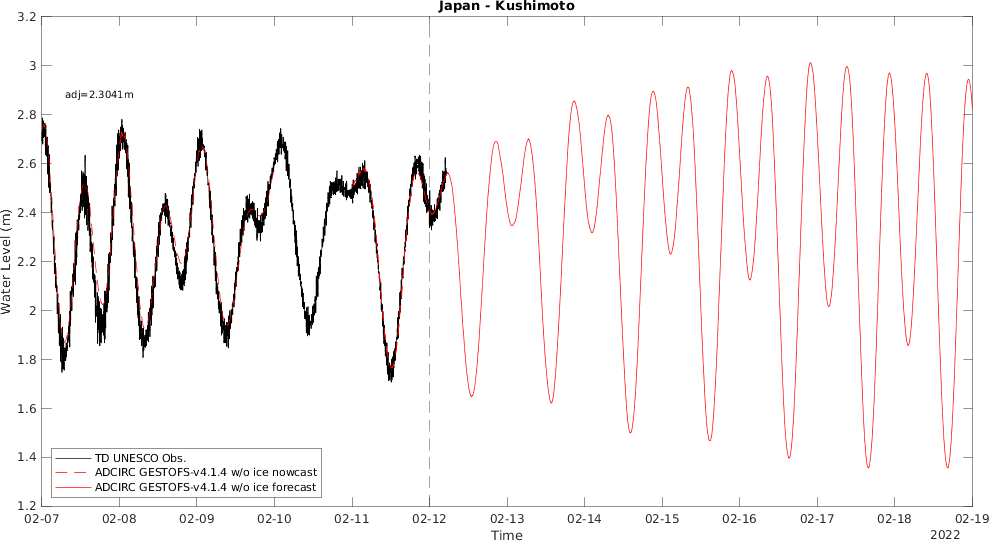 Japan - Kushimoto
3.2
3
2.8
2.6
2.4
2.2
2
1.8
1.6
1.4
1.2
Water Level (m)
adj=2.3041m
TD UNESCO Obs.
ADCIRC GESTOFS-v4.1.4 w/o ice nowcast
ADCIRC GESTOFS-v4.1.4 w/o ice forecast
02-07 02-08 02-09 02-10 02-11 02-12 02-13 02-14 02-15 02-16 02-17 02-18 02-19
Time
2022